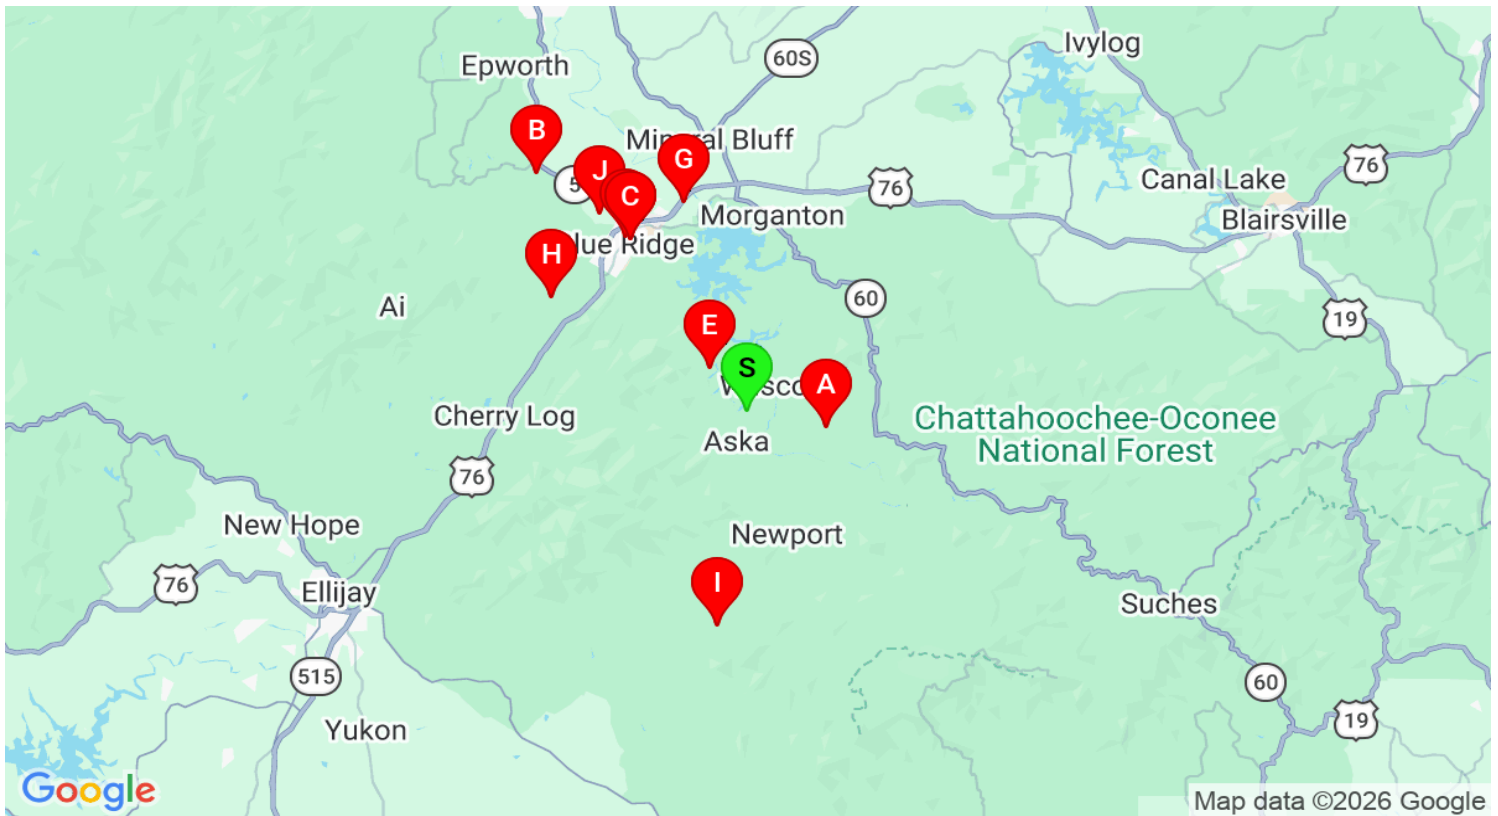 Ivylog
60S
Epworth
B
Mineral Bluff
G
J
5
76
76
Canal Lake
C
Morganton
Blairsville
lue Ridge
H
60
Ai
19
E
S
A
Cherry Log
Chattahoochee-Oconee
National Forest
Aska
76
New Hope
Newport
76
I
Ellijay
Suches
515
60
Yukon
19
Google
Map data ©2026 Google